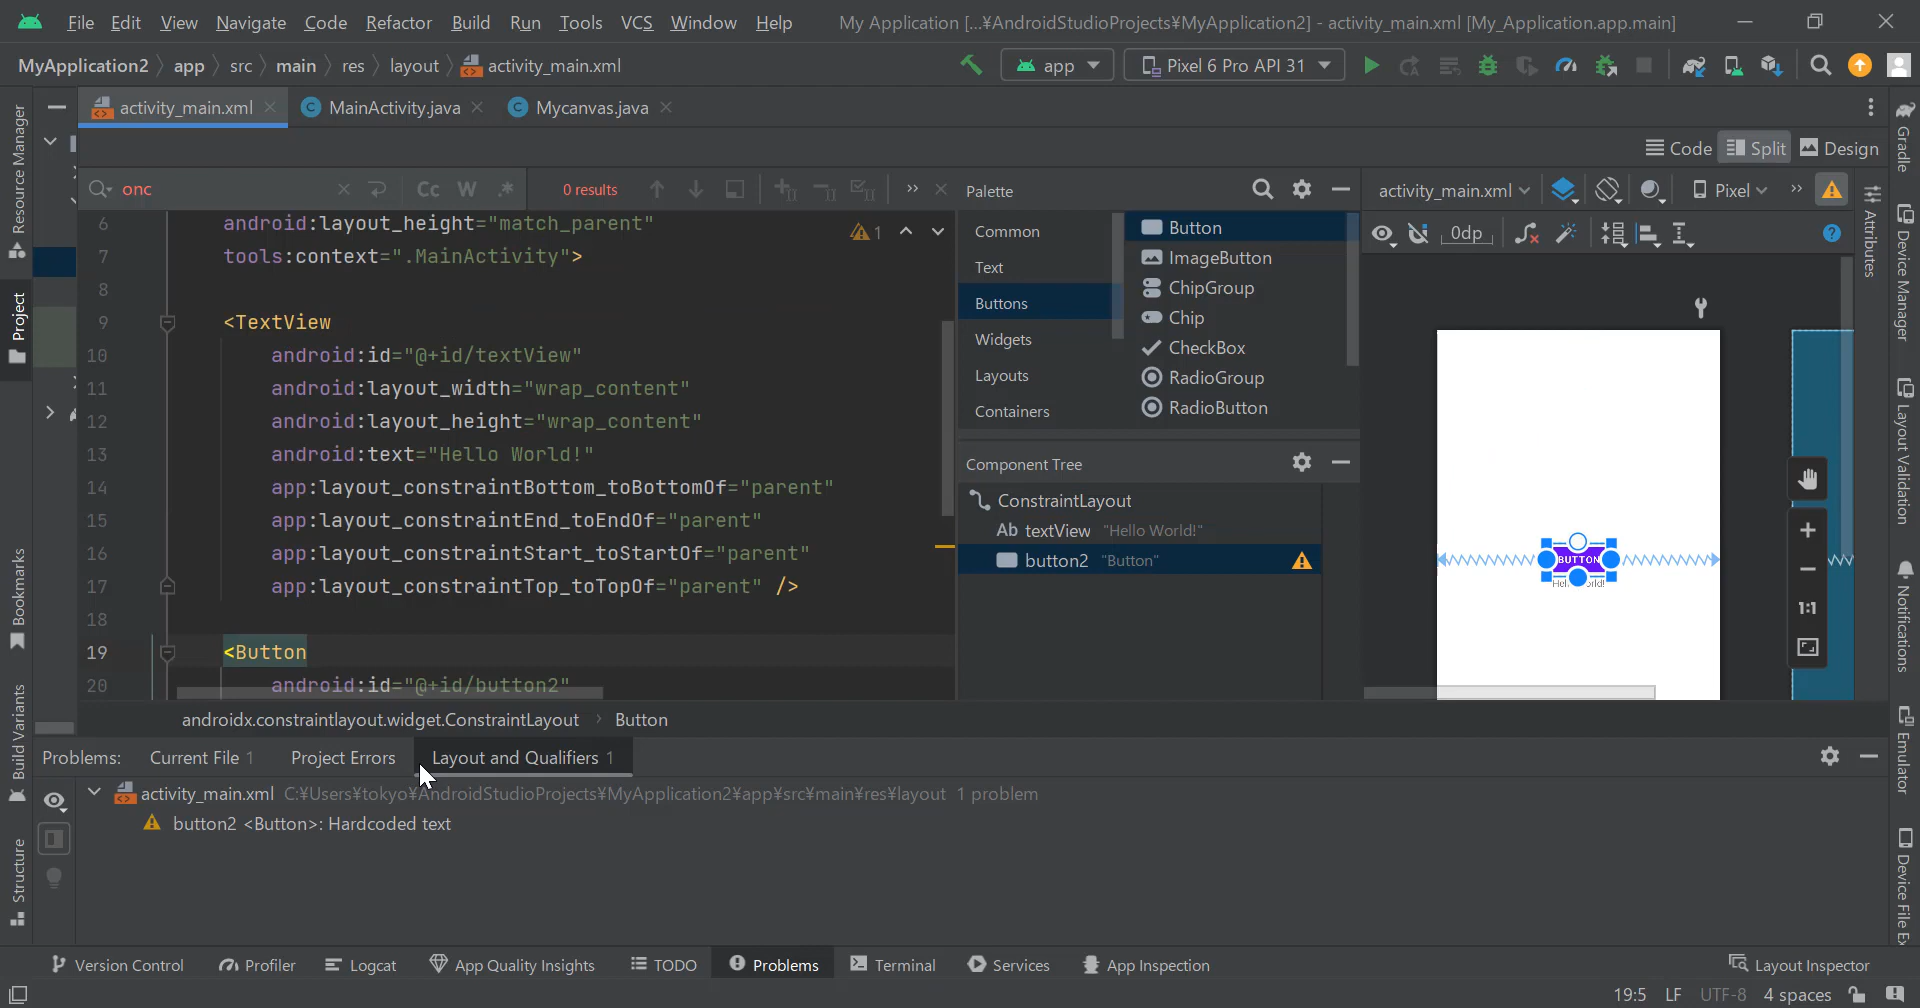 File Edit View Navigate Code Refactor Build Run Tools VCS Window Help My Application [...¥AndroidStudioProjects¥MyApplication2] - activity_main.xml [My_Application.app.main]
MyApplication2 app src main res layout activity_main.xml app Pixel 6 Pro API 31
activity_main.xml MainActivity.java Mycanvas.java
Code Split Design
onc Cc W .* 0 results
Palette
activity_main.xml Pixel
0dp
6 android:layout_height="match_parent"
7 tools:context=".MainActivity">
8
9 <TextView
10 android:id="@+id/textView"
11 android:layout_width="wrap_content"
12 android:layout_height="wrap_content"
13 android:text="Hello World!"
14 app:layout_constraintBottom_toBottomOf="parent"
15 app:layout_constraintEnd_toEndOf="parent"
16 app:layout_constraintStart_toStartOf="parent"
17 app:layout_constraintTop_toTopOf="parent" />
18
19 <Button
20 android:id="@+id/button2"
1
Common
Text
Buttons
Widgets
Layouts
Containers
Button
ImageButton
ChipGroup
Chip
CheckBox
RadioGroup
RadioButton
Component Tree
ConstraintLayout
Ab textView "Hello World!"
button2 "Button"
BUTTON
1:1
androidx.constraintlayout.widget.ConstraintLayout Button
Problems: Current File 1 Project Errors Layout and Qualifiers 1
activity_main.xml C:¥Users¥tokyo¥AndroidStudioProjects¥MyApplication2¥app¥src¥main¥res¥layout 1 problem
button2 <Button>: Hardcoded text
Version Control Profiler Logcat App Quality Insights TODO Problems Terminal Services App Inspection Layout Inspector
19:5 LF UTF-8 4 spaces
Resource Manager
Project
Bookmarks
Build Variants
Structure
Attributes
Gradle
Device Manager
Layout Validation
Notifications
Emulator
Device File Ex